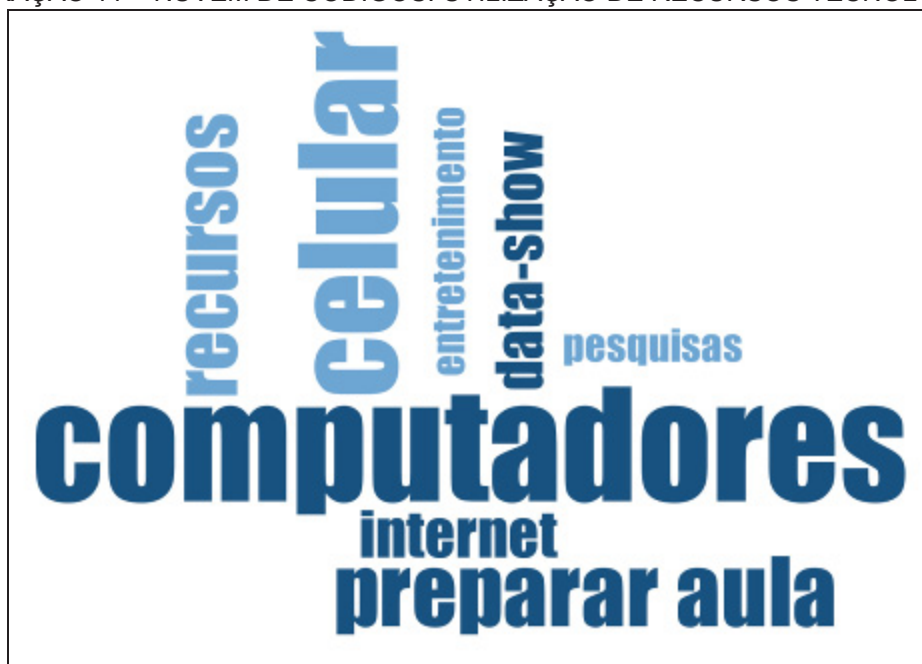 recursos
celular
entretenimento
data-show
pesquisas
computadores
internet
preparar aula